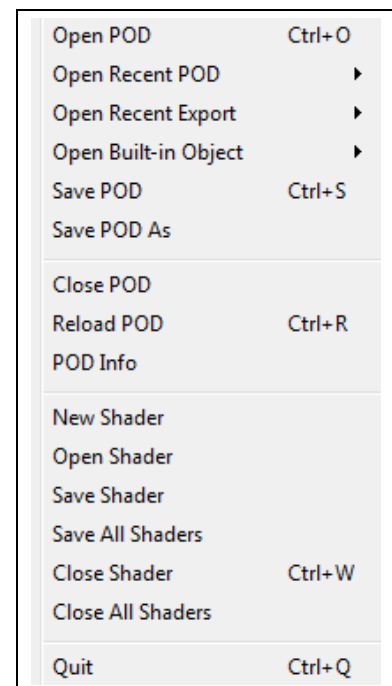 Open POD Ctrl+O
Open Recent POD
Open Recent Export
Open Built-in Object
Save POD Ctrl+S
Save POD As
Close POD
Reload POD Ctrl+R
POD Info
New Shader
Open Shader
Save Shader
Save All Shaders
Close Shader Ctrl+W
Close All Shaders
Quit Ctrl+Q